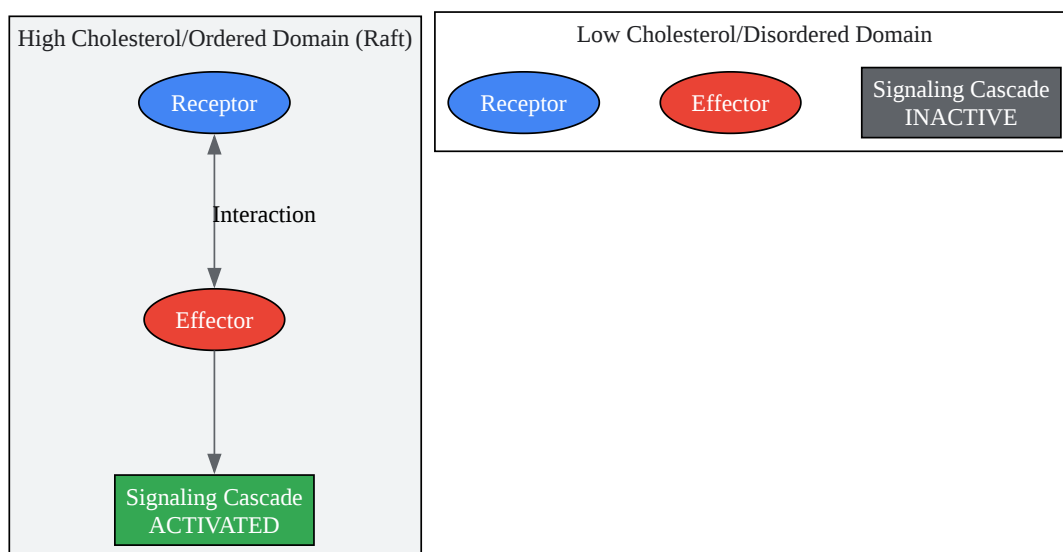 High Cholesterol/Ordered Domain (Raft)
Receptor
Interaction
Effector
Signaling Cascade
ACTIVATED
Low Cholesterol/Disordered Domain
Receptor
Effector
Signaling Cascade
INACTIVE